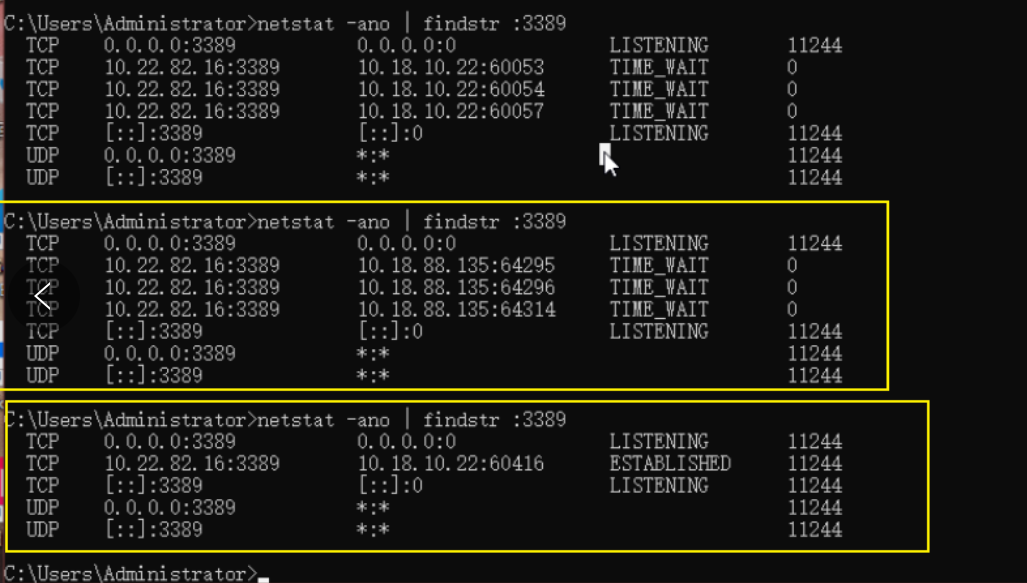 C:\Users\Administrator>netstat -ano | findstr :3389
TCP 0.0.0.0:3389 0.0.0.0:0 LISTENING 11244
TCP 10.22.82.16:3389 10.18.10.22:60053 TIME_WAIT 0
TCP 10.22.82.16:3389 10.18.10.22:60054 TIME_WAIT 0
TCP 10.22.82.16:3389 10.18.10.22:60057 TIME_WAIT 0
TCP [::]:3389 [::]:0 LISTENING 11244
UDP 0.0.0.0:3389 *:* 11244
UDP [::]:3389 *:* 11244
C:\Users\Administrator>netstat -ano | findstr :3389
TCP 0.0.0.0:3389 0.0.0.0:0 LISTENING 11244
TCP 10.22.82.16:3389 10.18.88.135:64295 TIME_WAIT 0
TCP 10.22.82.16:3389 10.18.88.135:64296 TIME_WAIT 0
TCP 10.22.82.16:3389 10.18.88.135:64314 TIME_WAIT 0
TCP [::]:3389 [::]:0 LISTENING 11244
UDP 0.0.0.0:3389 *:* 11244
UDP [::]:3389 *:* 11244
C:\Users\Administrator>netstat -ano | findstr :3389
TCP 0.0.0.0:3389 0.0.0.0:0 LISTENING 11244
TCP 10.22.82.16:3389 10.18.10.22:60416 ESTABLISHED 11244
TCP [::]:3389 [::]:0 LISTENING 11244
UDP 0.0.0.0:3389 *:* 11244
UDP [::]:3389 *:* 11244
C:\Users\Administrator>